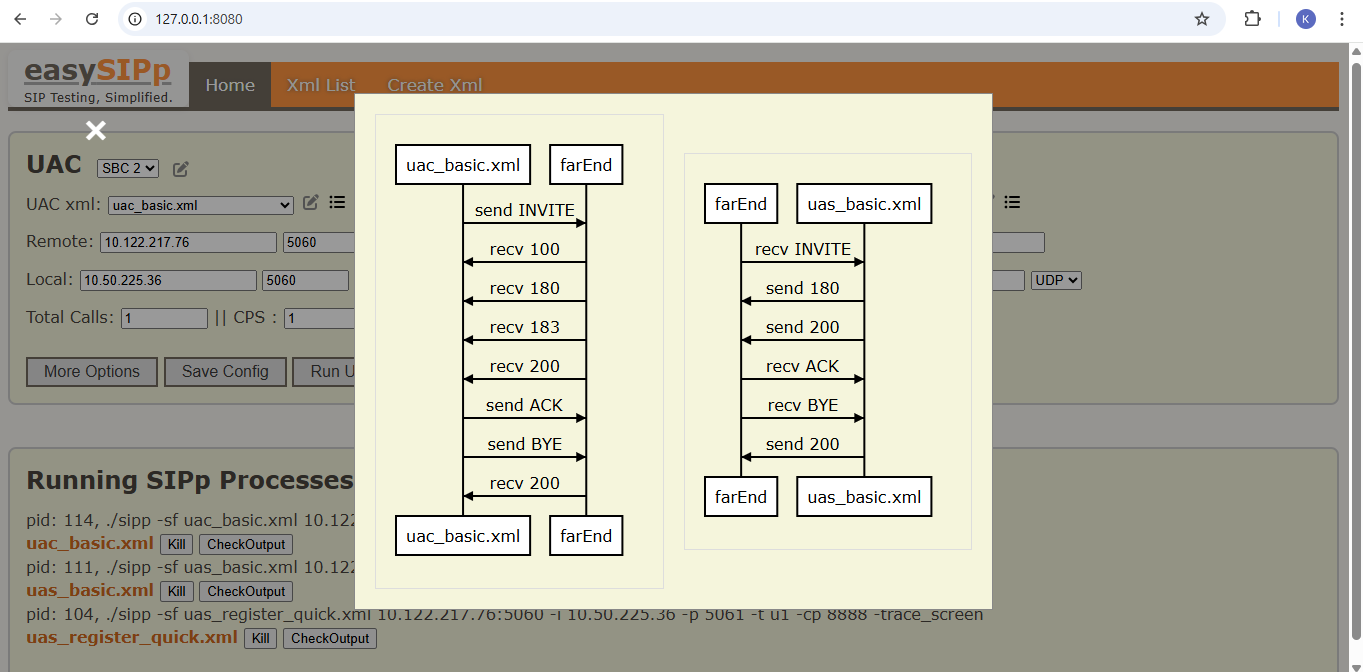 127.0.0.1:8080
K
easySIPp
SIP Testing, Simplified.
Home
Xml List
Create Xml
UAC
SBC 2
UAC xml: uac_basic.xml
Remote: 10.122.217.76 5060
Local: 10.50.225.36 5060
UDP
Total Calls: 1 || CPS : 1
More Options
Save Config
Run U
uac_basic.xml farEnd
send INVITE
recv 100
recv 180
recv 183
recv 200
send ACK
send BYE
recv 200
uac_basic.xml farEnd
farEnd uas_basic.xml
recv INVITE
send 180
send 200
recv ACK
recv BYE
send 200
farEnd uas_basic.xml
Running SIPp Processes
pid: 114, ./sipp -sf uac_basic.xml 10.122
uac_basic.xml Kill CheckOutput
pid: 111, ./sipp -sf uas_basic.xml 10.122
uas_basic.xml Kill CheckOutput
pid: 104, ./sipp -sf uas_register_quick.xml 10.122.217.76:5060 -i 10.50.225.36 -p 5061 -t u1 -cp 8888 -trace_screen
uas_register_quick.xml Kill CheckOutput